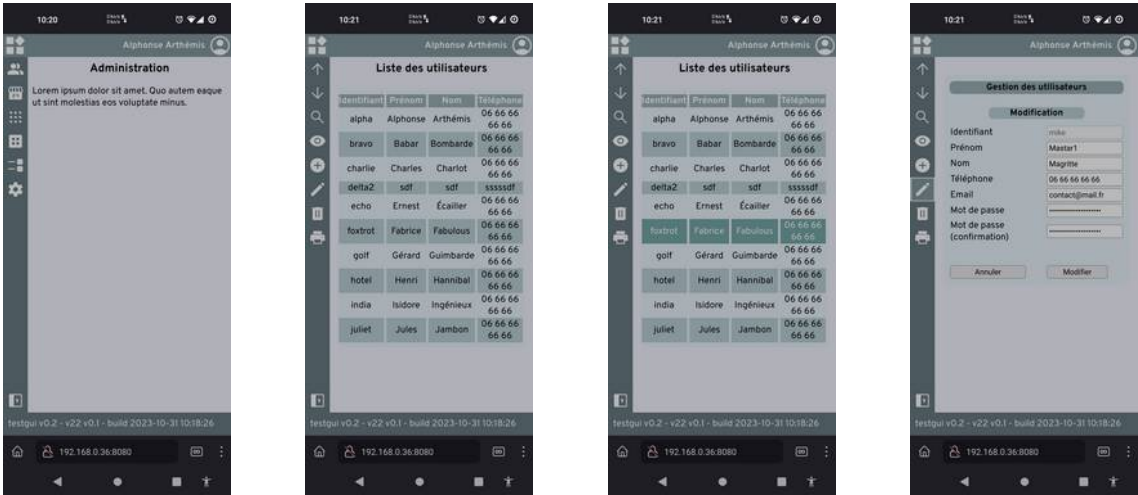 10:20
Alphonse Arthémis
Administration
Lorem ipsum dolor sit amet. Quo autem eaque
ut sint molestias eos voluptate minus.
testgui v0.2 - v22 v0.1 - build 2023-10-31 10:18:26
192.168.0.36:8080
10:21
Alphonse Arthémis
Liste des utilisateurs
Identifiant Prénom Nom Téléphone
alpha Alphonse Arthémis 06 66 66 66 66
bravo Babar Bombarde 06 66 66 66 66
charlie Charles Charlot 06 66 66 66 66
delta2 sdf sdf sssssdf
echo Ernest Écailler 06 66 66 66 66
foxtrot Fabrice Fabulous 06 66 66 66 66
golf Gérard Guimbarde 06 66 66 66 66
hotel Henri Hannibal 06 66 66 66 66
india Isidore Ingénieux 06 66 66 66 66
juliet Jules Jambon 06 66 66 66 66
testgui v0.2 - v22 v0.1 - build 2023-10-31 10:18:26
192.168.0.36:8080
10:21
Alphonse Arthémis
Liste des utilisateurs
Identifiant Prénom Nom Téléphone
alpha Alphonse Arthémis 06 66 66 66 66
bravo Babar Bombarde 06 66 66 66 66
charlie Charles Charlot 06 66 66 66 66
delta2 sdf sdf sssssdf
echo Ernest Écailler 06 66 66 66 66
foxtrot Fabrice Fabulous 06 66 66 66 66
golf Gérard Guimbarde 06 66 66 66 66
hotel Henri Hannibal 06 66 66 66 66
india Isidore Ingénieux 06 66 66 66 66
juliet Jules Jambon 06 66 66 66 66
testgui v0.2 - v22 v0.1 - build 2023-10-31 10:18:26
192.168.0.36:8080
10:21
Alphonse Arthémis
Gestion des utilisateurs
Modification
Identifiant mike
Prénom Master1
Nom Magritte
Téléphone 06 66 66 66 66
Email contact@mail.fr
Mot de passe
Mot de passe
(confirmation)
Annuler Modifier
testgui v0.2 - v22 v0.1 - build 2023-10-31 10:18:26
192.168.0.36:8080